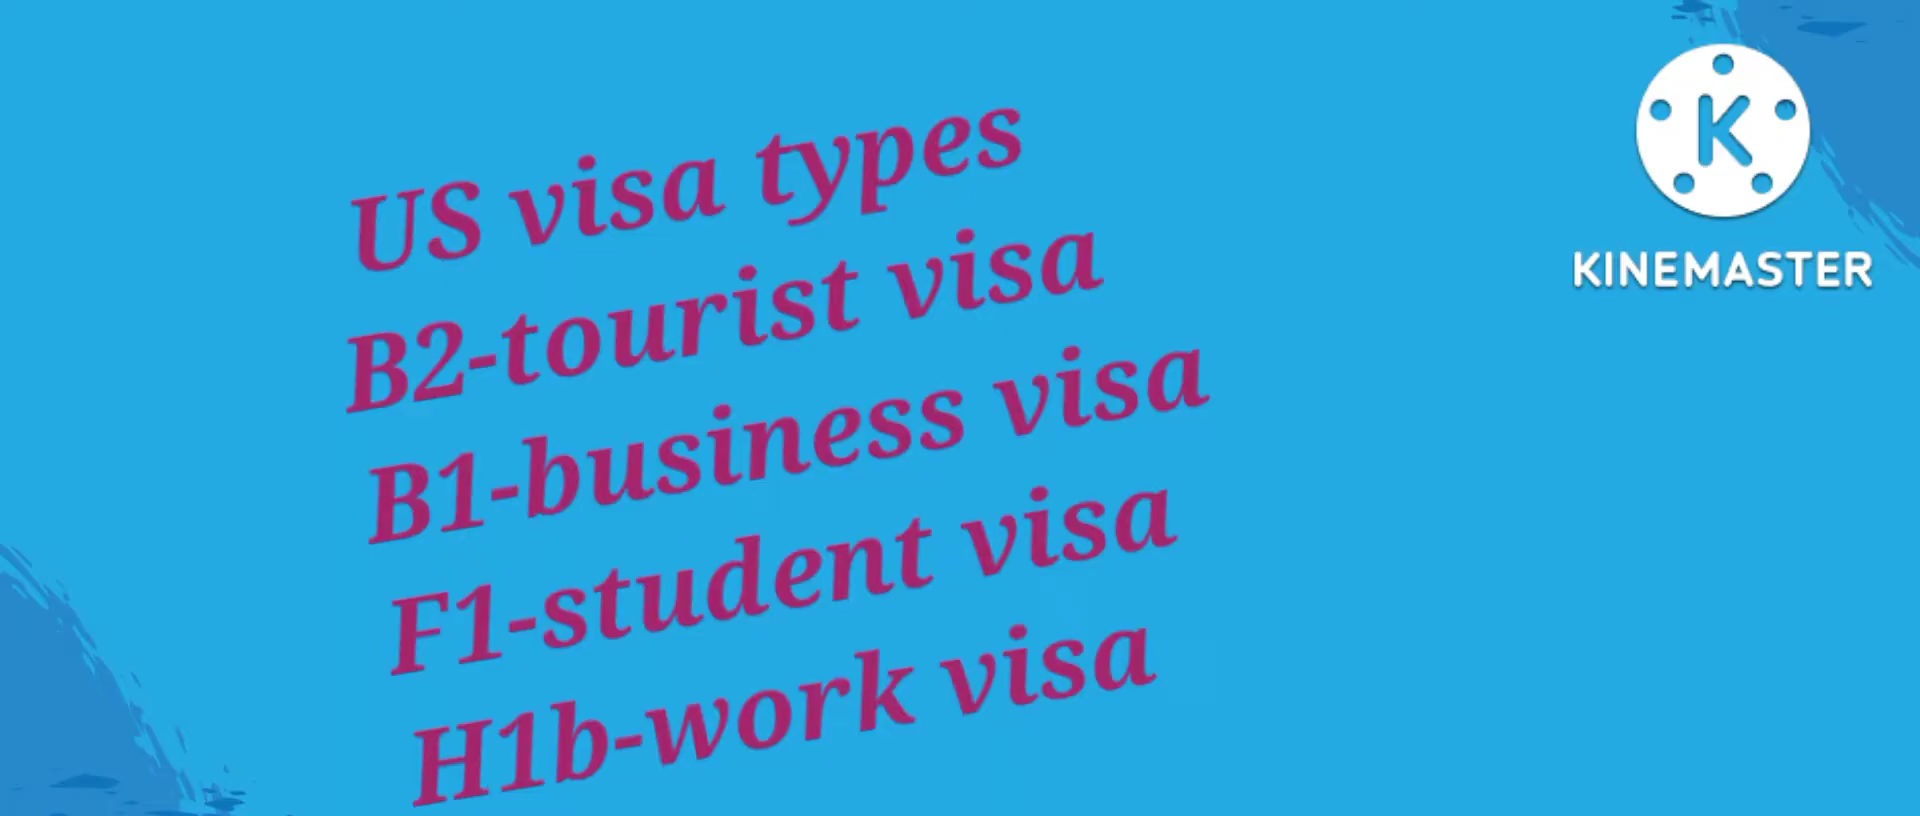 US visa types
B2-tourist visa
B1-business visa
F1-student visa
H1b-work visa
K
KINEMASTER